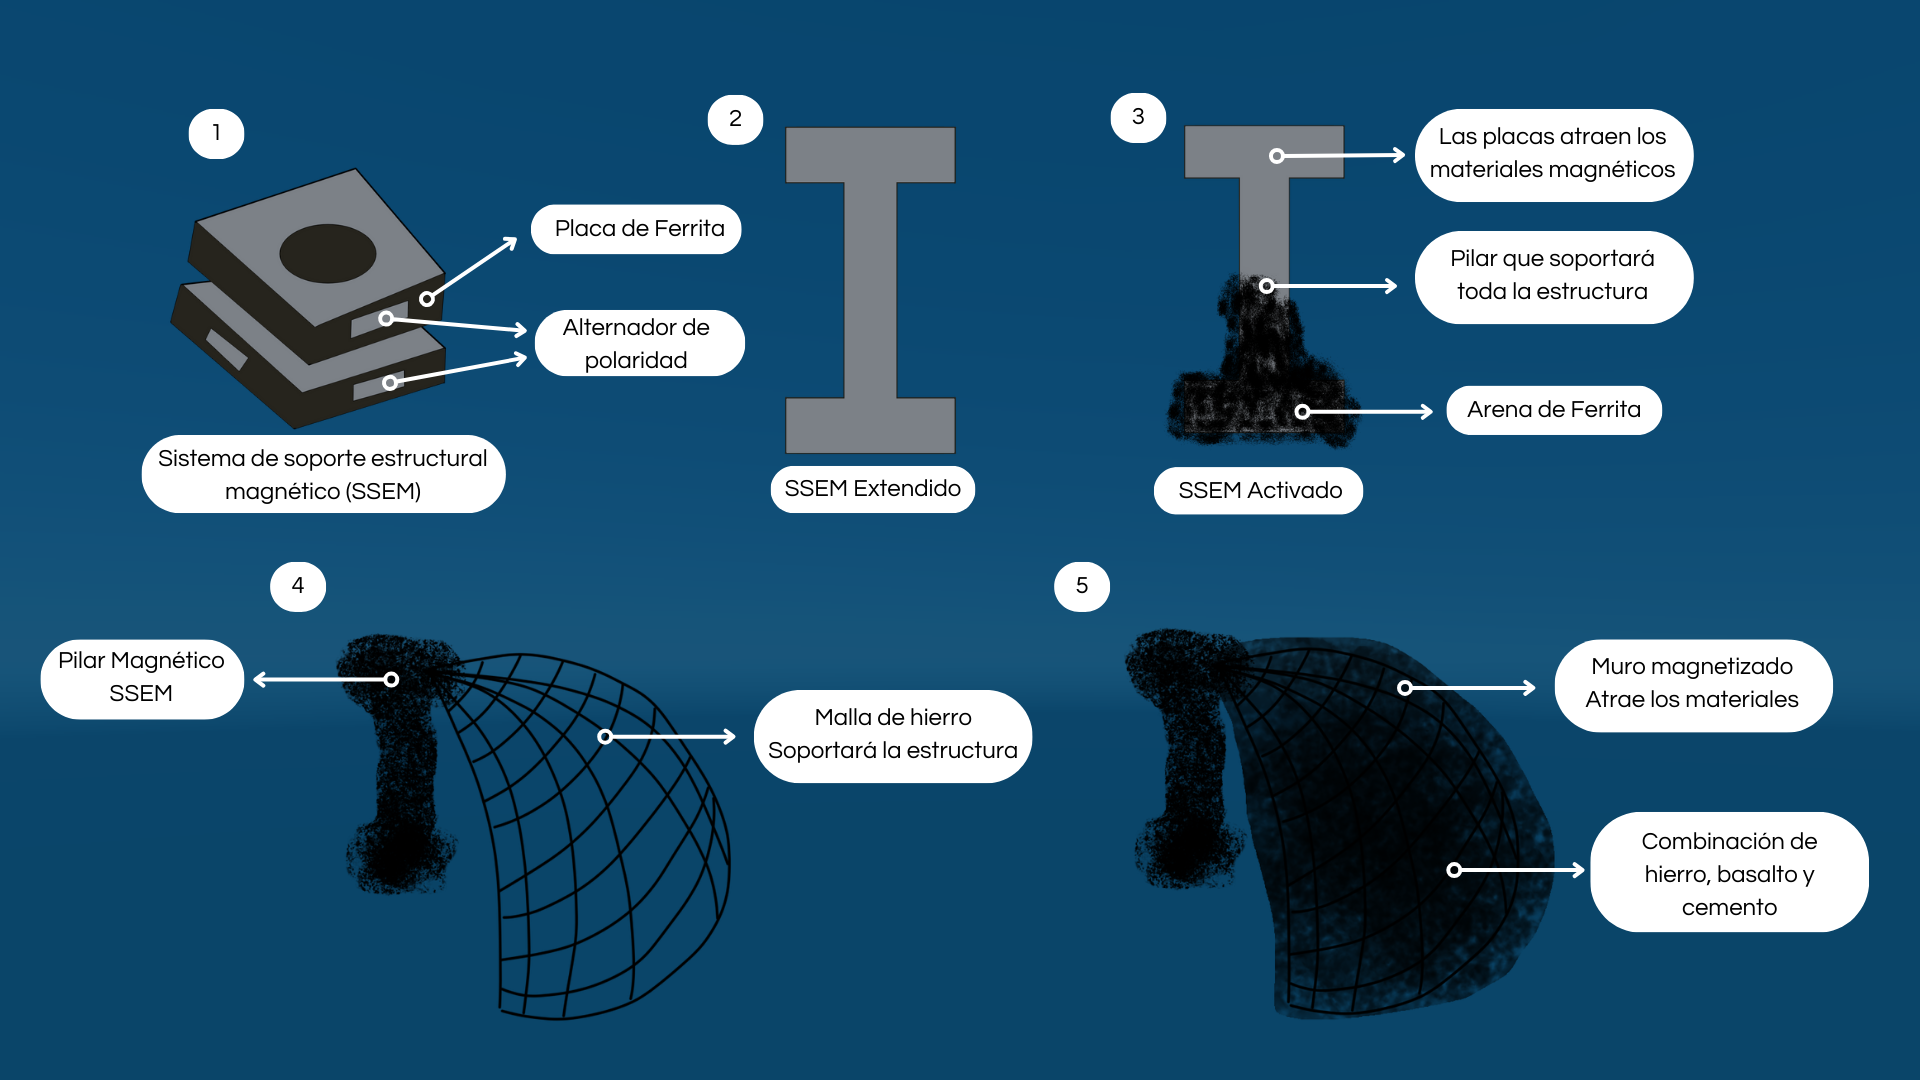 1
Placa de Ferrita
Alternador de
polaridad
Sistema de soporte estructural
magnético (SSEM)
2
SSEM Extendido
3
Las placas atraen los
materiales magnéticos
Pilar que soportará
toda la estructura
Arena de Ferrita
SSEM Activado
4
Pilar Magnético
SSEM
Malla de hierro
Soportará la estructura
5
Muro magnetizado
Atrae los materiales
Combinación de
hierro, basalto y
cemento